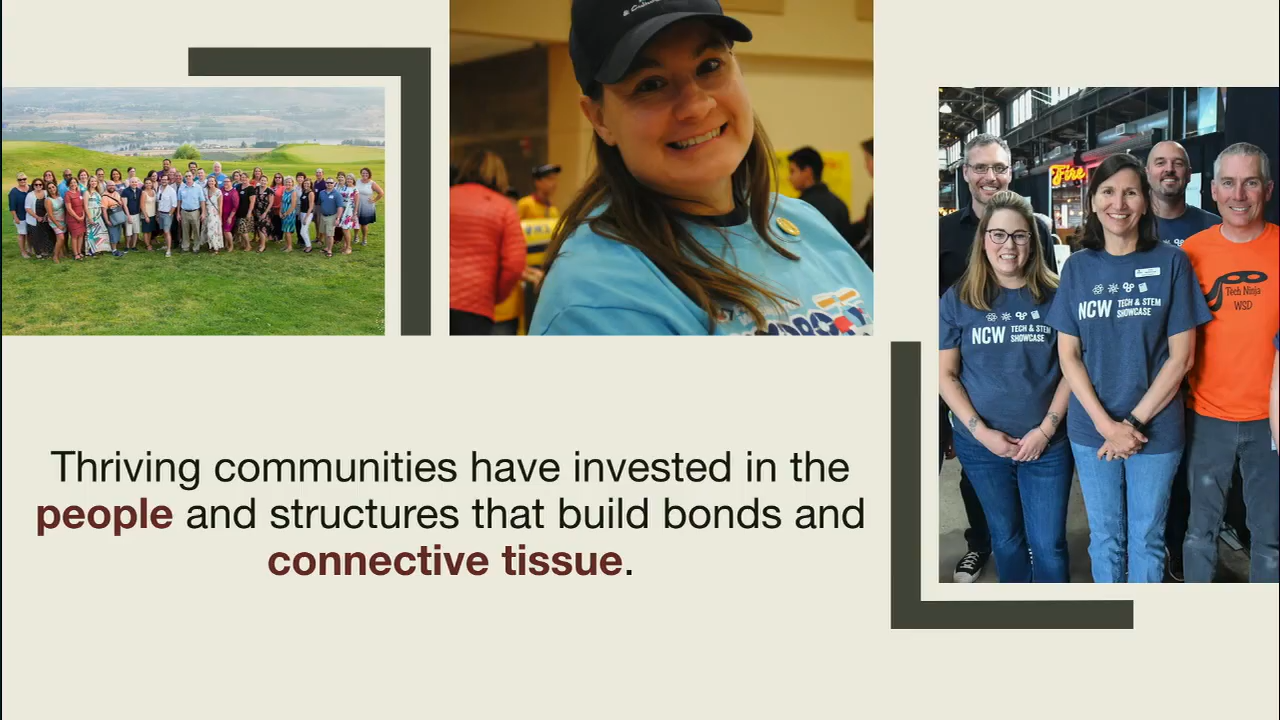 Thriving communities have invested in the
people and structures that build bonds and
connective tissue.
Fire
NCW TECH & STEM
SHOWCASE
NCW TECH & STEM
SHOWCASE
Tech Ninja
WSD